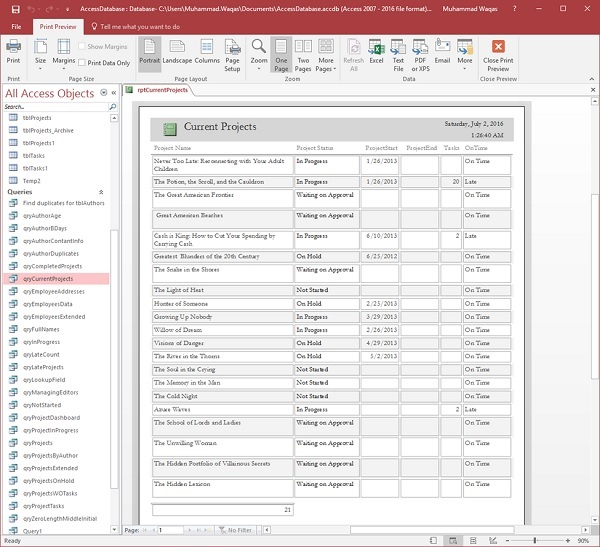 AccessDatabase : Database- C:\Users\Muhammad.Waqas\Documents\AccessDatabase.accdb (Access 2007 - 2016 file format)... Muhammad Waqas
File Print Preview Tell me what you want to do
Print Size Margins Show Margins Print Data Only Portrait Landscape Columns Page Setup Zoom One Page Two Pages More Pages Refresh All Excel Text File PDF or XPS Email More Close Print Preview
Print Page Size Page Layout Zoom Data Close Preview
All Access Objects
Search...
tblProjects
tblProjects_Archive
tblProjects1
tblTasks
tblTasks1
Temp2
Queries
Find duplicates for tblAuthors
qryAuthorAge
qryAuthorBDays
qryAuthorContantInfo
qryAuthorDuplicates
qryCompletedProjects
qryCurrentProjects
qryEmployeeAddresses
qryEmployeesData
qryEmployeesExtended
qryFullNames
qryInProgress
qryLateCount
qryLateProjects
qryLookupField
qryManagingEditors
qryNotStarted
qryProjectDashboard
qryProjectInProgress
qryProjects
qryProjectsByAuthor
qryProjectsExtended
qryProjectsOnHold
qryProjectsWOTasks
qryProjectTasks
qryZeroLengthMiddleInitial
Query1
rptCurrentProjects
Current Projects Saturday, July 2, 2016
1:26:40 AM
Project Name Project Status ProjectStart ProjectEnd Tasks OnTime
Never Too Late: Reconnecting with Your Adult In Progress 1/26/2013 On Time
Children
The Potion, the Scroll, and the Cauldron In Progress 1/26/2013 20 Late
The Great American Fronties Waiting on Approval On Time
Great American Beaches Waiting on Approval On Time
Cash is King: How to Cut Your Spending by In Progress 6/10/2013 2 Late
Carrying Cash
Greatest Blunders of the 20th Century On Hold 6/25/2012 On Time
The Snake in the Shores Waiting on Approval On Time
The Light of Heat Not Started On Time
Hunter of Someone On Hold 2/25/2013 On Time
Growing Up Nobody In Progress 3/29/2013 On Time
Willow of Dream In Progress 2/26/2013 On Time
Visions of Danger On Hold 4/29/2013 On Time
The River in the Thorns On Hold 5/2/2013 On Time
The Soul in the Crying Not Started On Time
The Memory in the Men Not Started On Time
The Cold Night Not Started On Time
Azure Waves In Progress 2 Late
The School of Lords and Ladies Waiting on Approval On Time
The Unwilling Woman Waiting on Approval On Time
The Hidden Portfolio of Villainous Secrets Waiting on Approval On Time
The Hidden Lexicon Waiting on Approval On Time
21
Page: 1 No Filter
Ready 90%